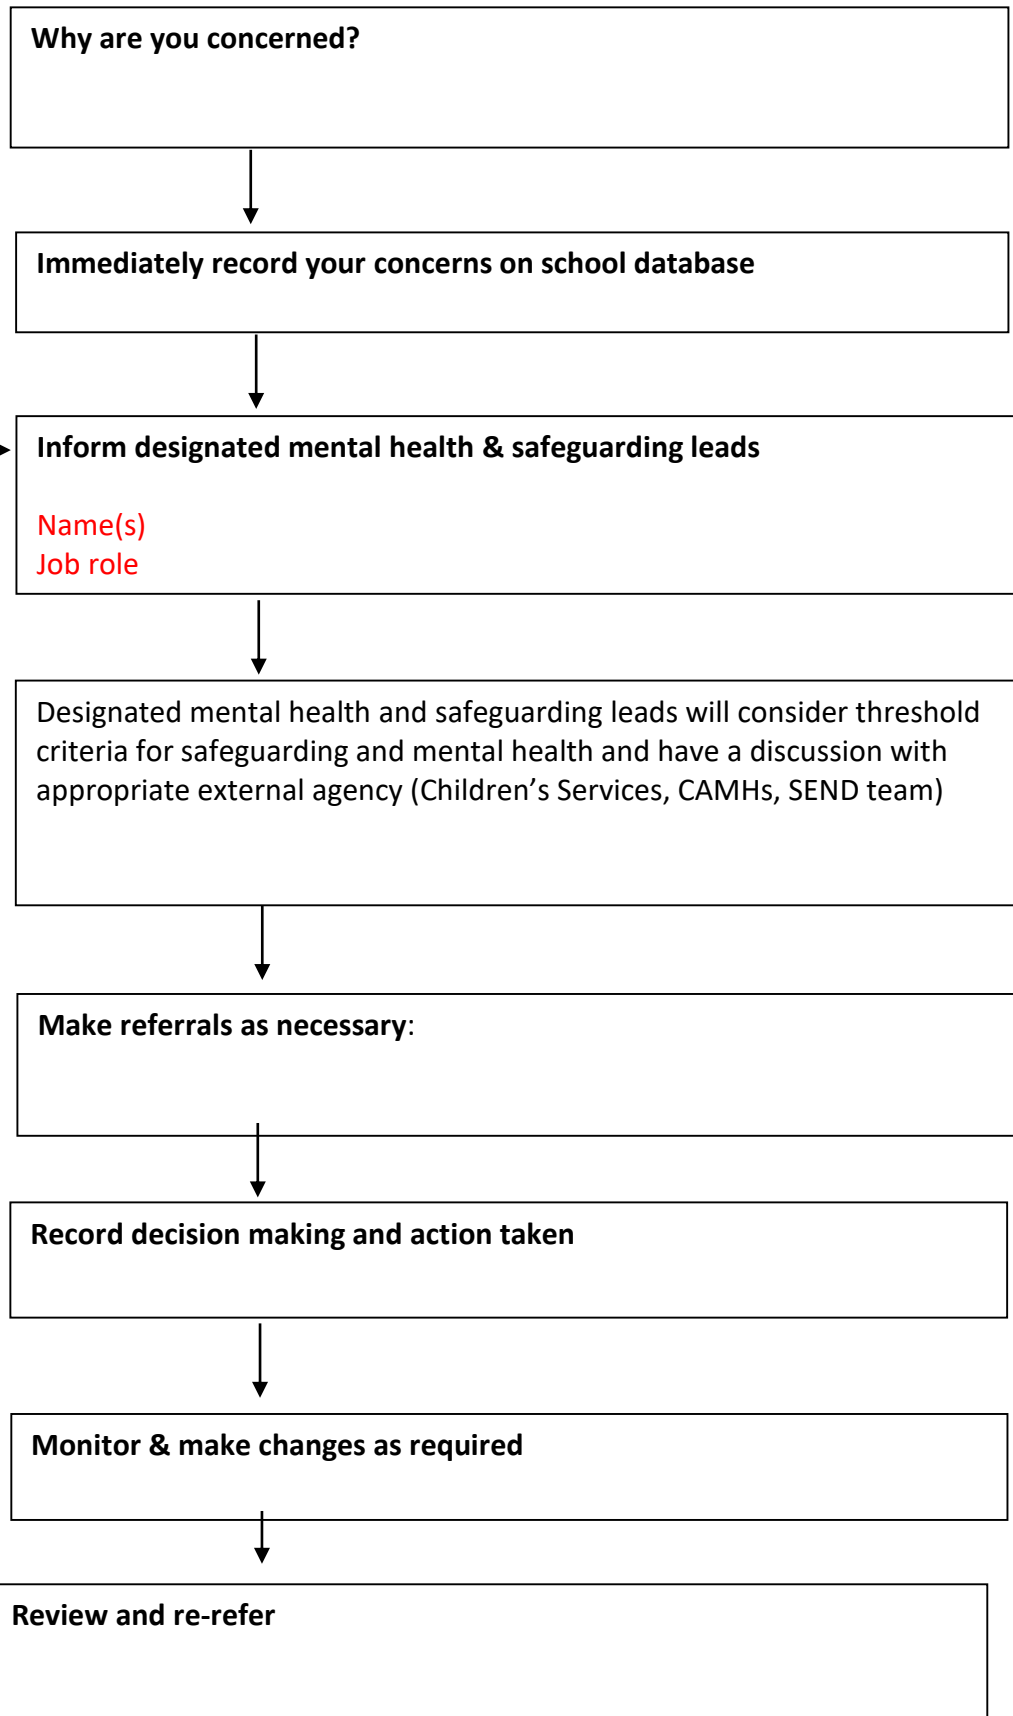 Why are you concerned?
Immediately record your concerns on school database
Inform designated mental health & safeguarding leads
Name(s)
Job role
Designated mental health and safeguarding leads will consider threshold
criteria for safeguarding and mental health and have a discussion with
appropriate external agency (Children’s Services, CAMHs, SEND team)
Make referrals as necessary:
Record decision making and action taken
Monitor & make changes as required
Review and re-refer